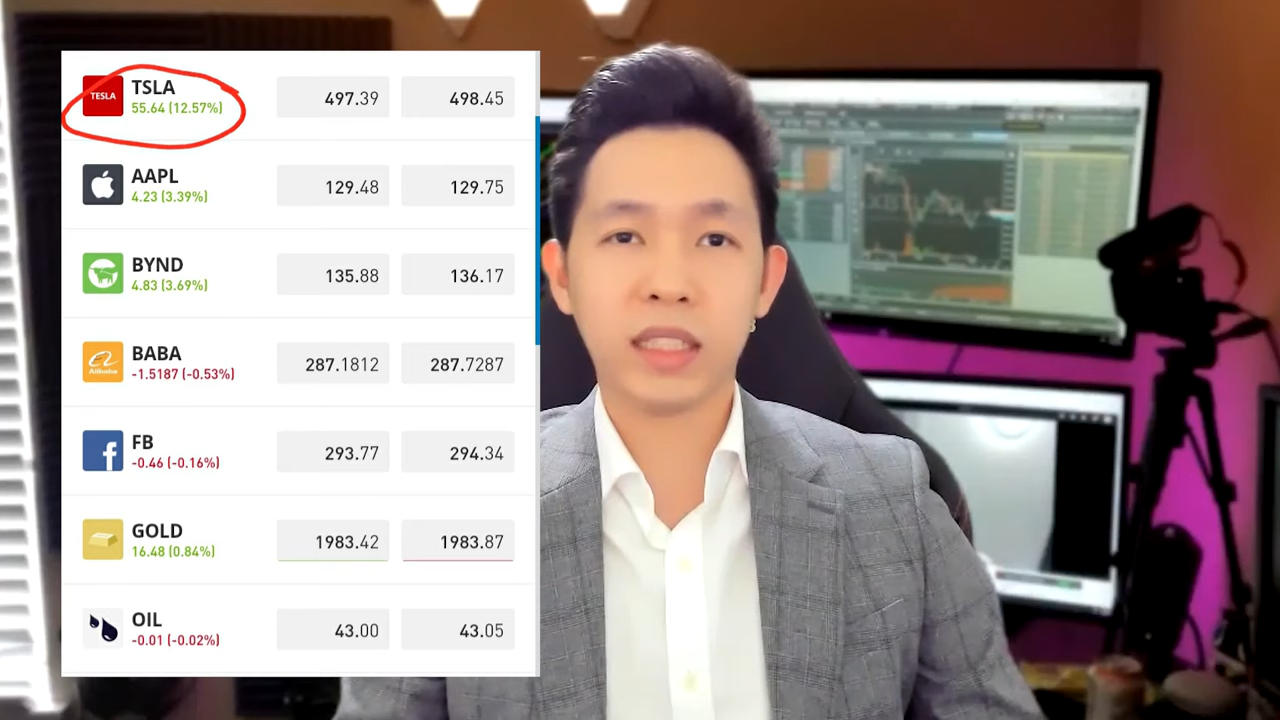 TESLA
TSLA
55.64 (12.57%)
497.39
498.45
AAPL
4.23 (3.39%)
129.48
129.75
BYND
4.83 (3.69%)
135.88
136.17
Alibaba
BABA
-1.5187 (-0.53%)
287.1812
287.7287
FB
-0.46 (-0.16%)
293.77
294.34
GOLD
16.48 (0.84%)
1983.42
1983.87
OIL
-0.01 (-0.02%)
43.00
43.05